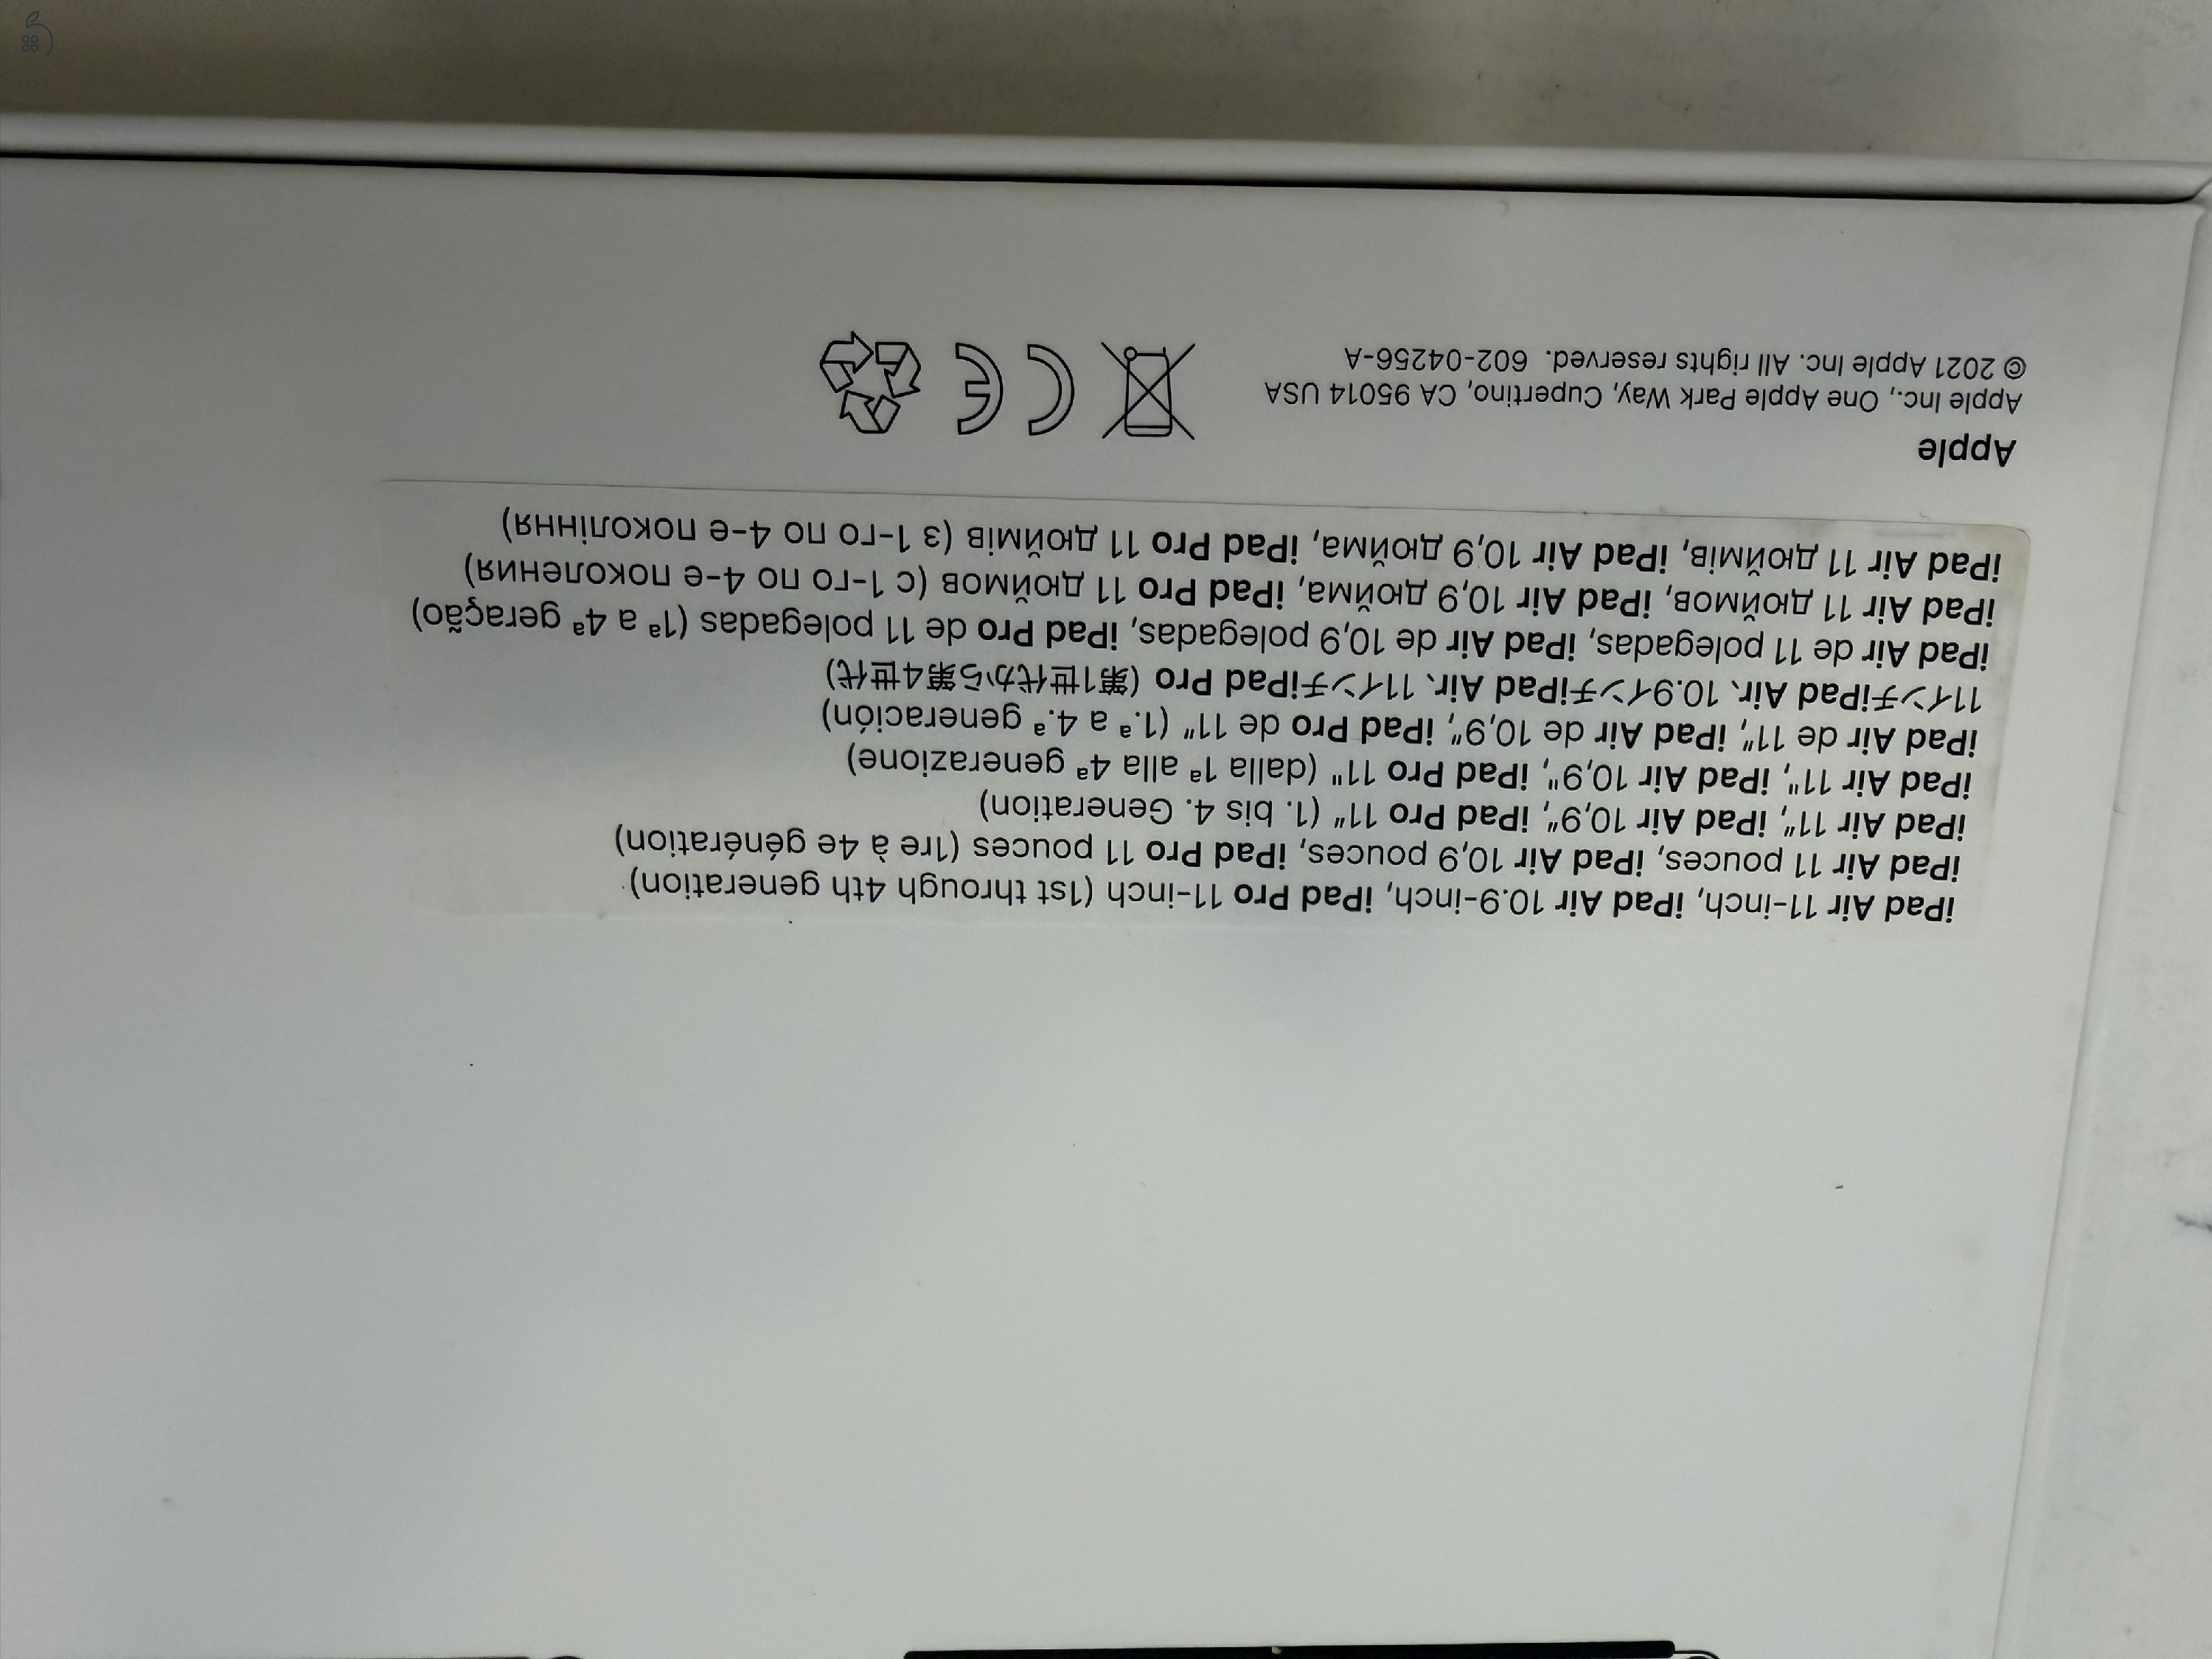 iPad Air 11-inch, iPad Air 10.9-inch, iPad Pro 11-inch (1st through 4th generation)
iPad Air 11 pouces, iPad Air 10,9 pouces, iPad Pro 11 pouces (1re à 4e génération)
iPad Air 11", iPad Air 10,9", iPad Pro 11" (1. bis 4. Generation)
iPad Air 11", iPad Air 10,9", iPad Pro 11" (dalla 1ª alla 4ª generazione)
iPad Air de 11", iPad Air de 10,9", iPad Pro de 11" (1.ª a 4.ª generación)
11インチiPad Air、10.9インチiPad Air、11インチiPad Pro（第1世代から第4世代）
iPad Air de 11 polegadas, iPad Air de 10,9 polegadas, iPad Pro de 11 polegadas (1ª a 4ª geração)
iPad Air 11 дюймов, iPad Air 10,9 дюйма, iPad Pro 11 дюймов (с 1-го по 4-е поколения)
iPad Air 11 дюймів, iPad Air 10,9 дюйма, iPad Pro 11 дюймів (з 1-го по 4-е покоління)
Apple
Apple Inc., One Apple Park Way, Cupertino, CA 95014 USA
© 2021 Apple Inc. All rights reserved. 602-04256-A
CE